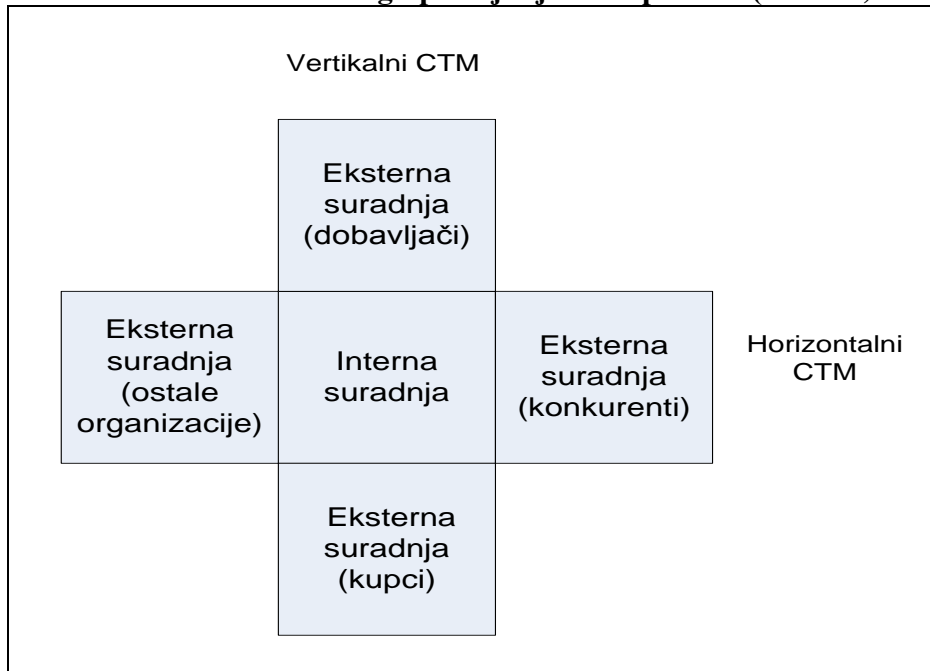 Vertikalni CTM
Eksterna
suradnja
(dobavljači)
Eksterna
suradnja
(ostale
organizacije)
Interna
suradnja
Eksterna
suradnja
(konkurenti)
Horizontalni
CTM
Eksterna
suradnja
(kupci)